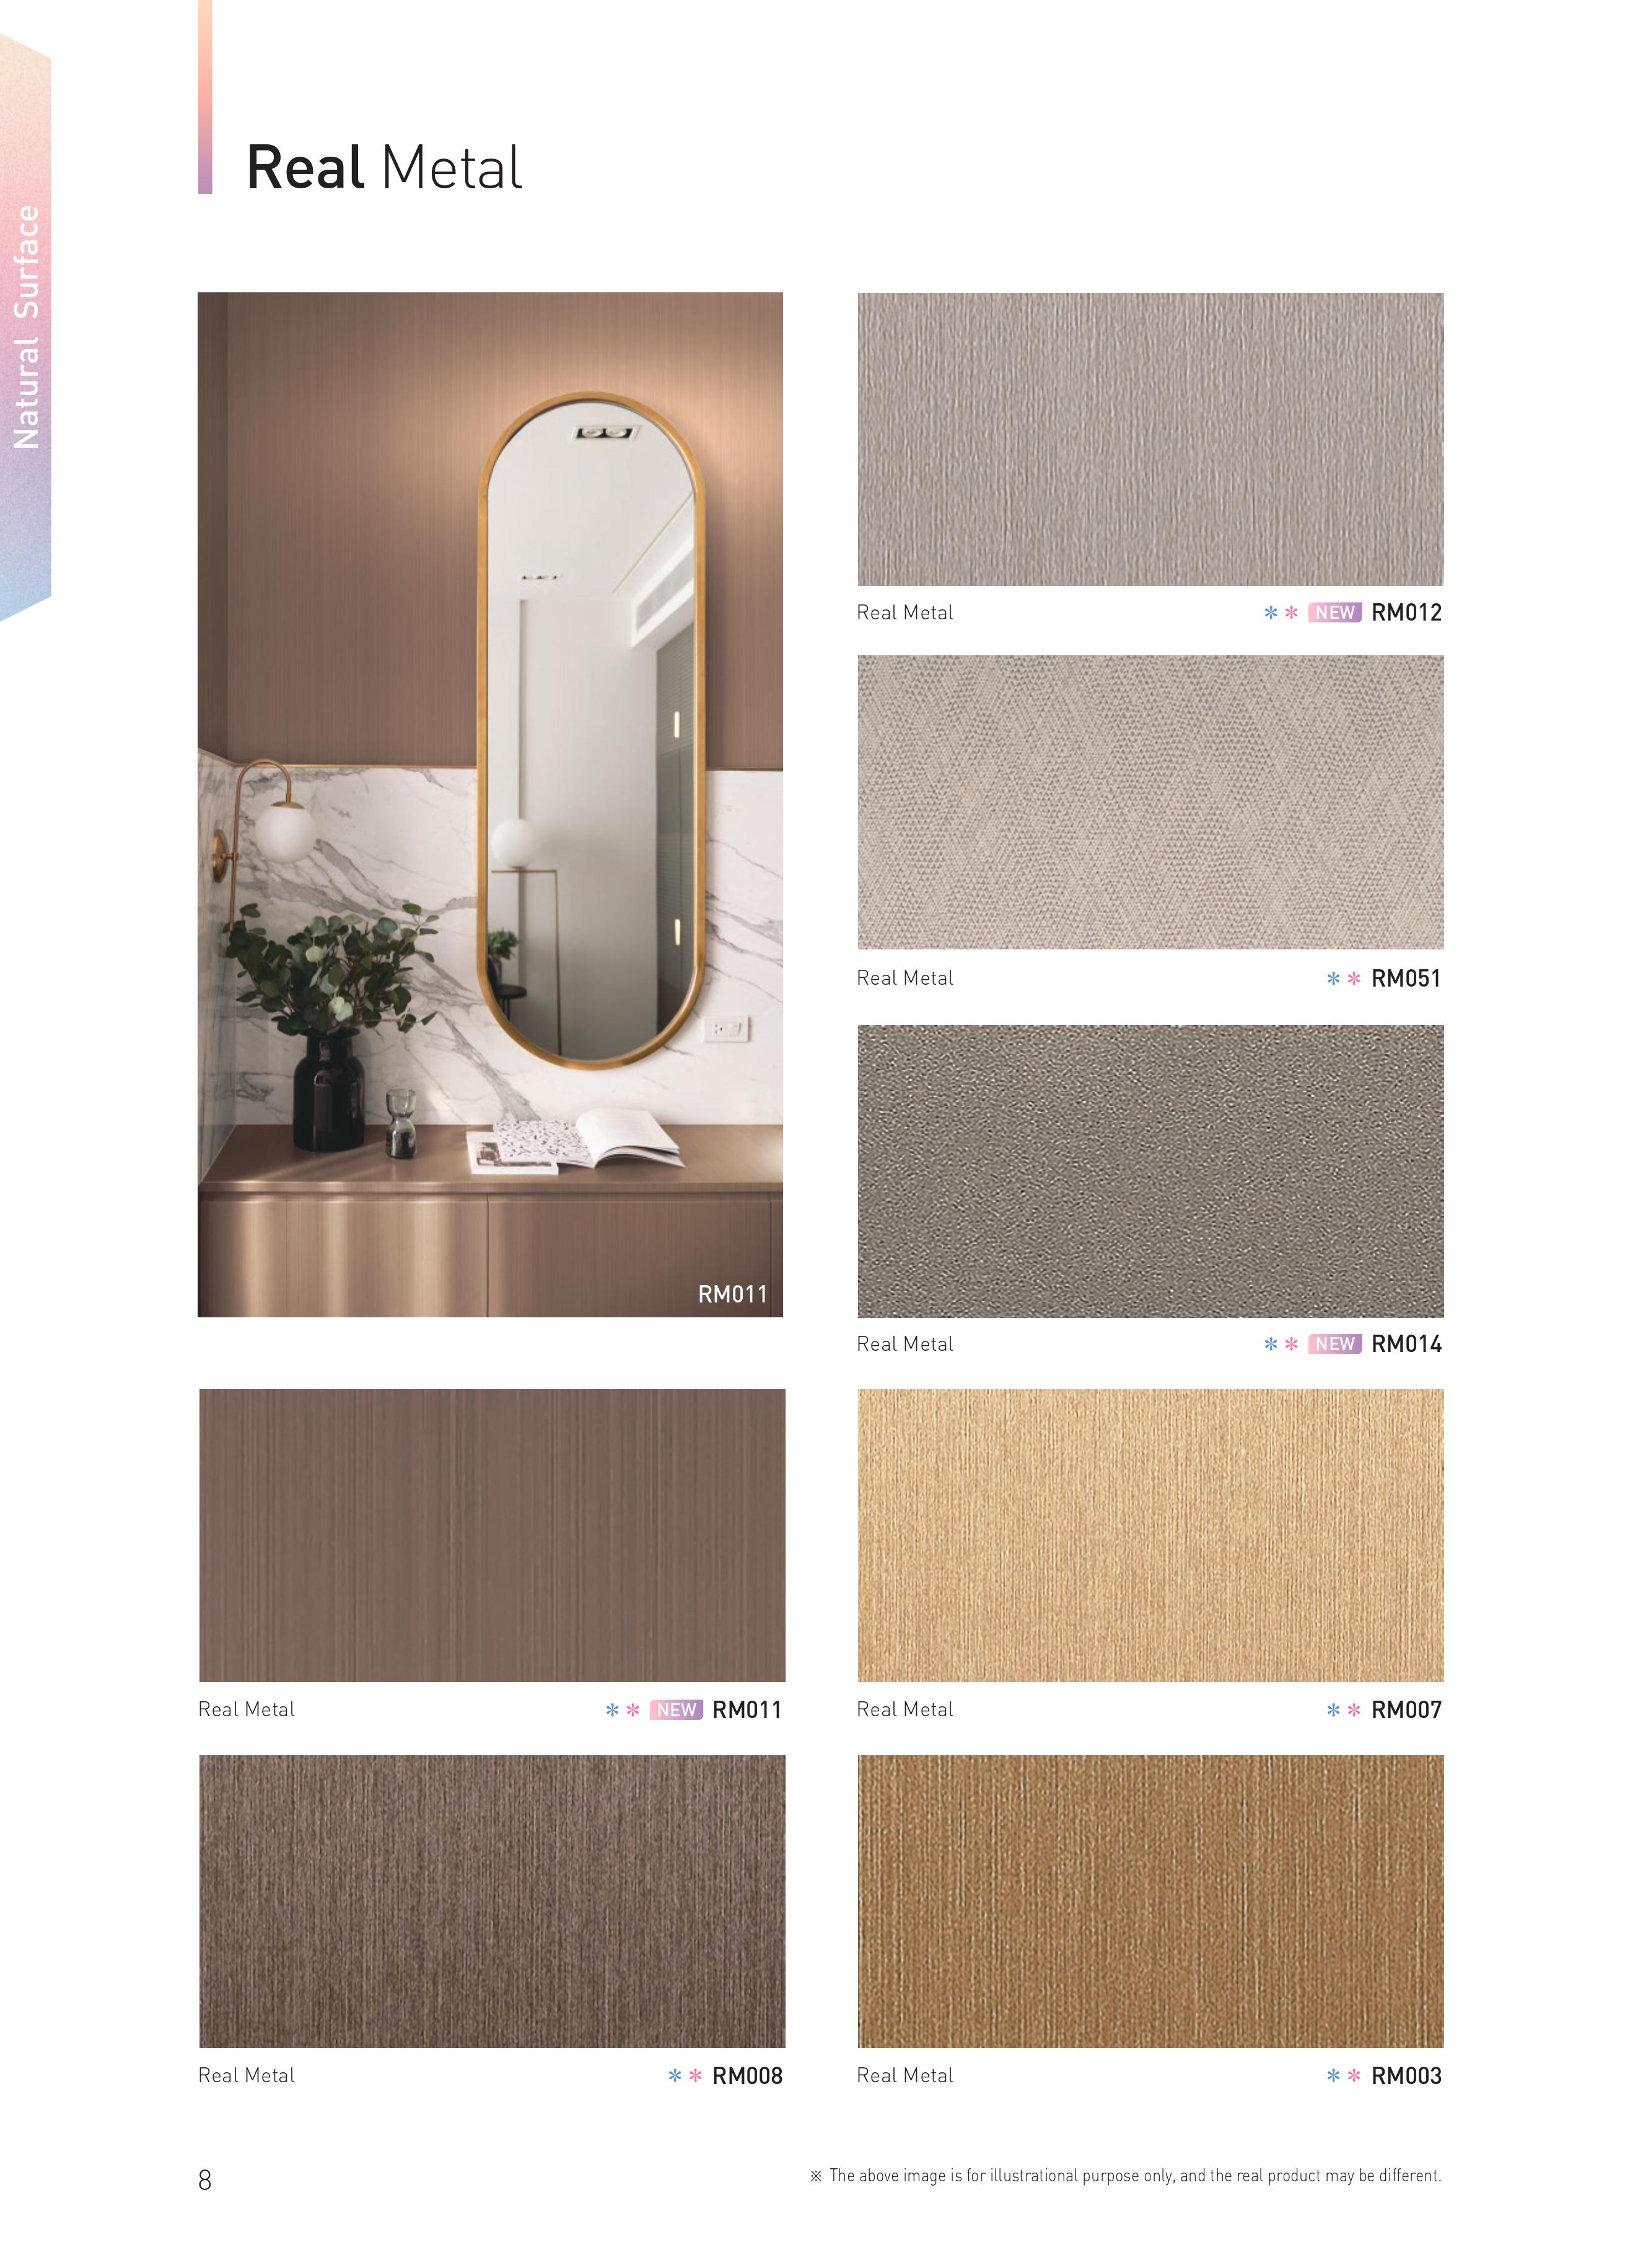 Natural Surface
Real Metal
RM011
Real Metal ** NEW RM012
Real Metal ** RM051
Real Metal ** NEW RM014
Real Metal ** NEW RM011
Real Metal ** RM007
Real Metal ** RM008
Real Metal ** RM003
8
※ The above image is for illustrational purpose only, and the real product may be different.